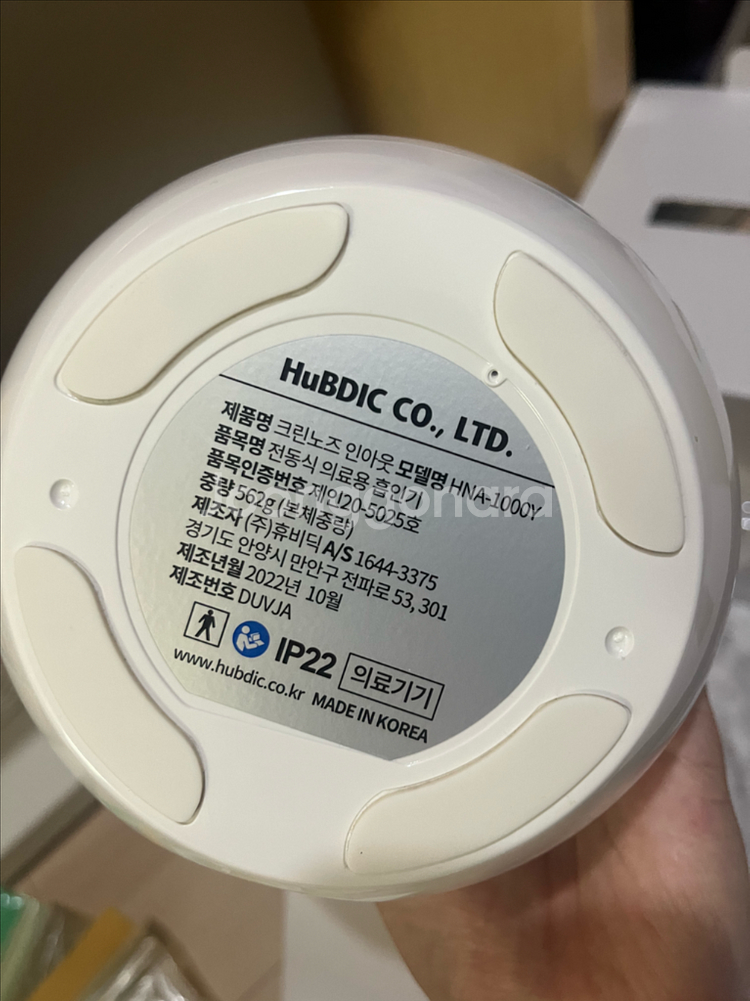 HuBDIC CO., LTD.
제품명 크린노즈 인아웃 모델명 HNA-1000Y
품목명 전동식 의료용 흡인기
품목인증번호 제인20-5025호
중량 562g (본체중량)
제조자 (주)휴비딕 A/S 1644-3375
경기도 안양시 만안구 전파로 53, 301
제조년월 2022년 10월
제조번호 DUVJA
IP22 의료기기
www.hubdic.co.kr MADE IN KOREA
joonggonara